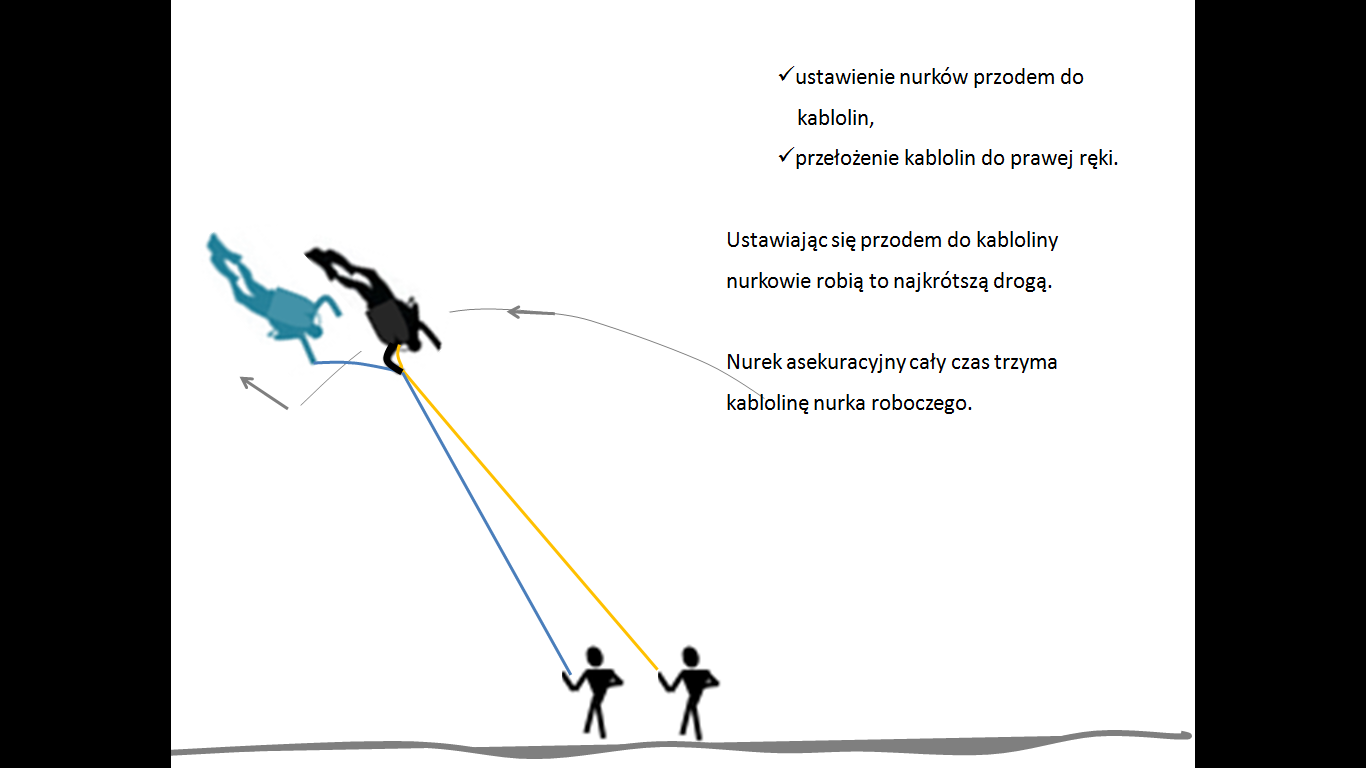 ✓ustawienie nurków przodem do
kablolin,
✓przełożenie kablolin do prawej ręki.
Ustawiając się przodem do kabloliny
nurkowie robią to najkrótszą drogą.
Nurek asekuracyjny cały czas trzyma
kablolinę nurka roboczego.